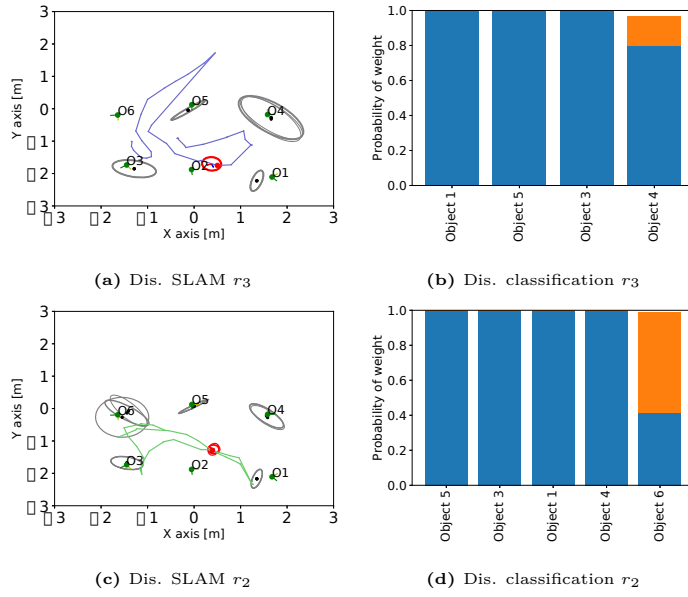 3
2
1
0
▯1
▯2
▯3
Y axis [m]
O6
O5
O4
O3
O2
O1
▯3 ▯2 ▯1 0 1 2 3
X axis [m]
(a) Dis. SLAM r3
1.0
0.8
0.6
0.4
0.2
0.0
Probability of weight
Object 1
Object 5
Object 3
Object 4
(b) Dis. classification r3
3
2
1
0
▯1
▯2
▯3
Y axis [m]
O6
O5
O4
O3
O2
O1
▯3 ▯2 ▯1 0 1 2 3
X axis [m]
(c) Dis. SLAM r2
1.0
0.8
0.6
0.4
0.2
0.0
Probability of weight
Object 5
Object 3
Object 1
Object 4
Object 6
(d) Dis. classification r2